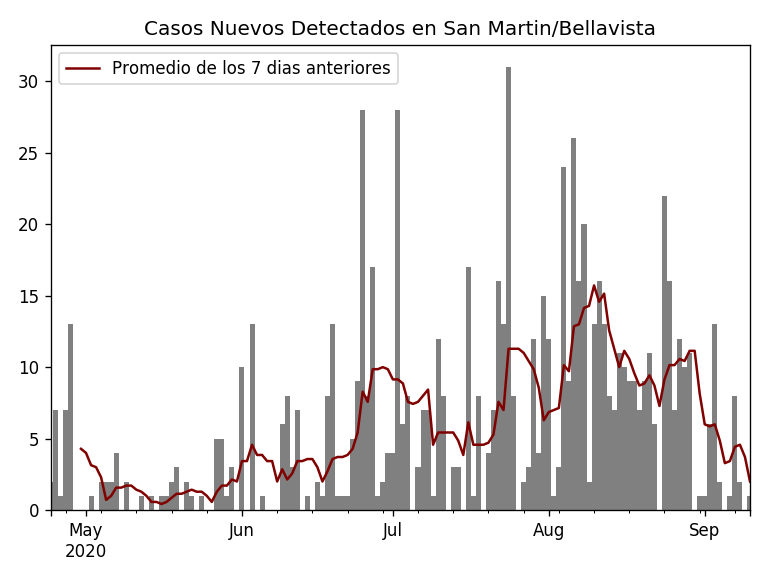 Casos Nuevos Detectados en San Martin/Bellavista
Promedio de los 7 dias anteriores
30
25
20
15
10
5
0
May Jun Jul Aug Sep
2020